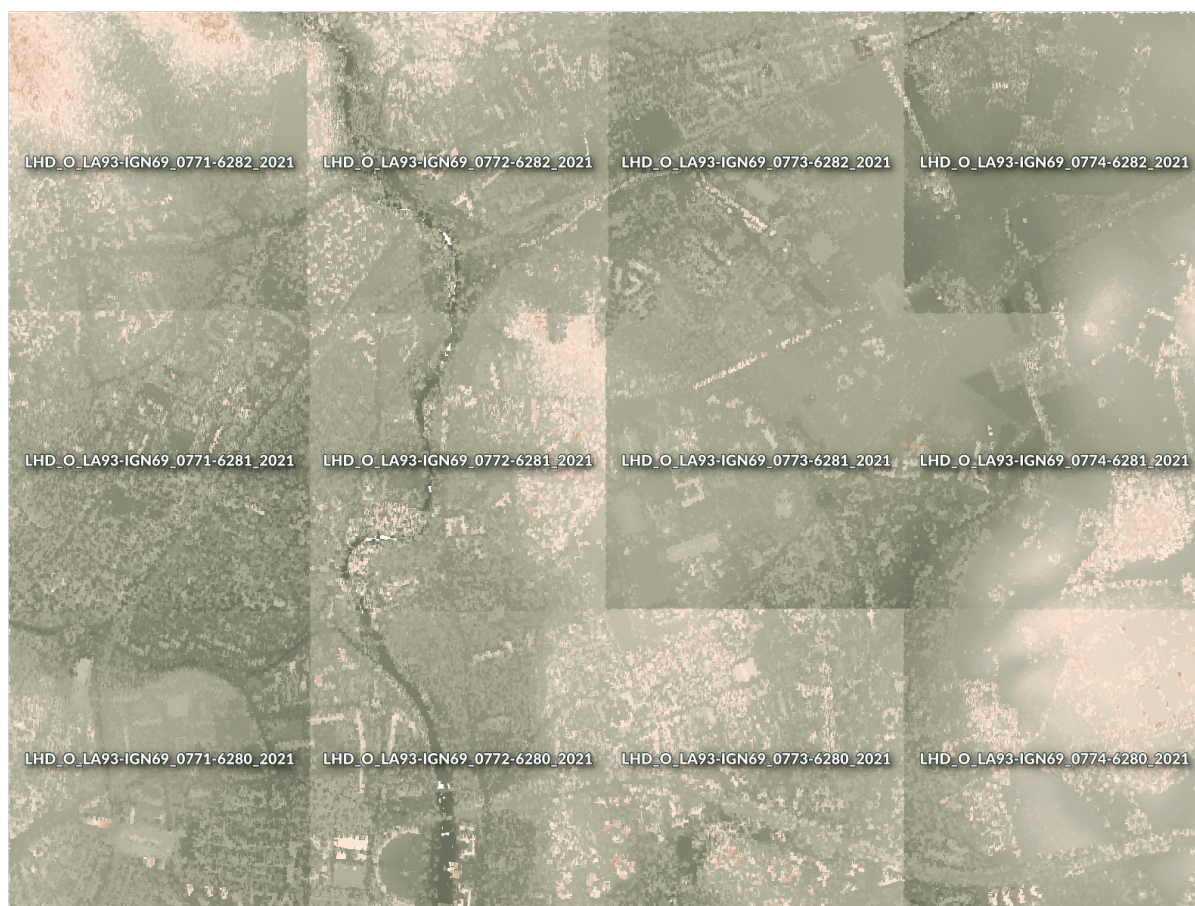 LHD_O_LA93-IGN69_0771-6282_2021
LHD_O_LA93-IGN69_0772-6282_2021
LHD_O_LA93-IGN69_0773-6282_2021
LHD_O_LA93-IGN69_0774-6282_2021
LHD_O_LA93-IGN69_0771-6281_2021
LHD_O_LA93-IGN69_0772-6281_2021
LHD_O_LA93-IGN69_0773-6281_2021
LHD_O_LA93-IGN69_0774-6281_2021
LHD_O_LA93-IGN69_0771-6280_2021
LHD_O_LA93-IGN69_0772-6280_2021
LHD_O_LA93-IGN69_0773-6280_2021
LHD_O_LA93-IGN69_0774-6280_2021